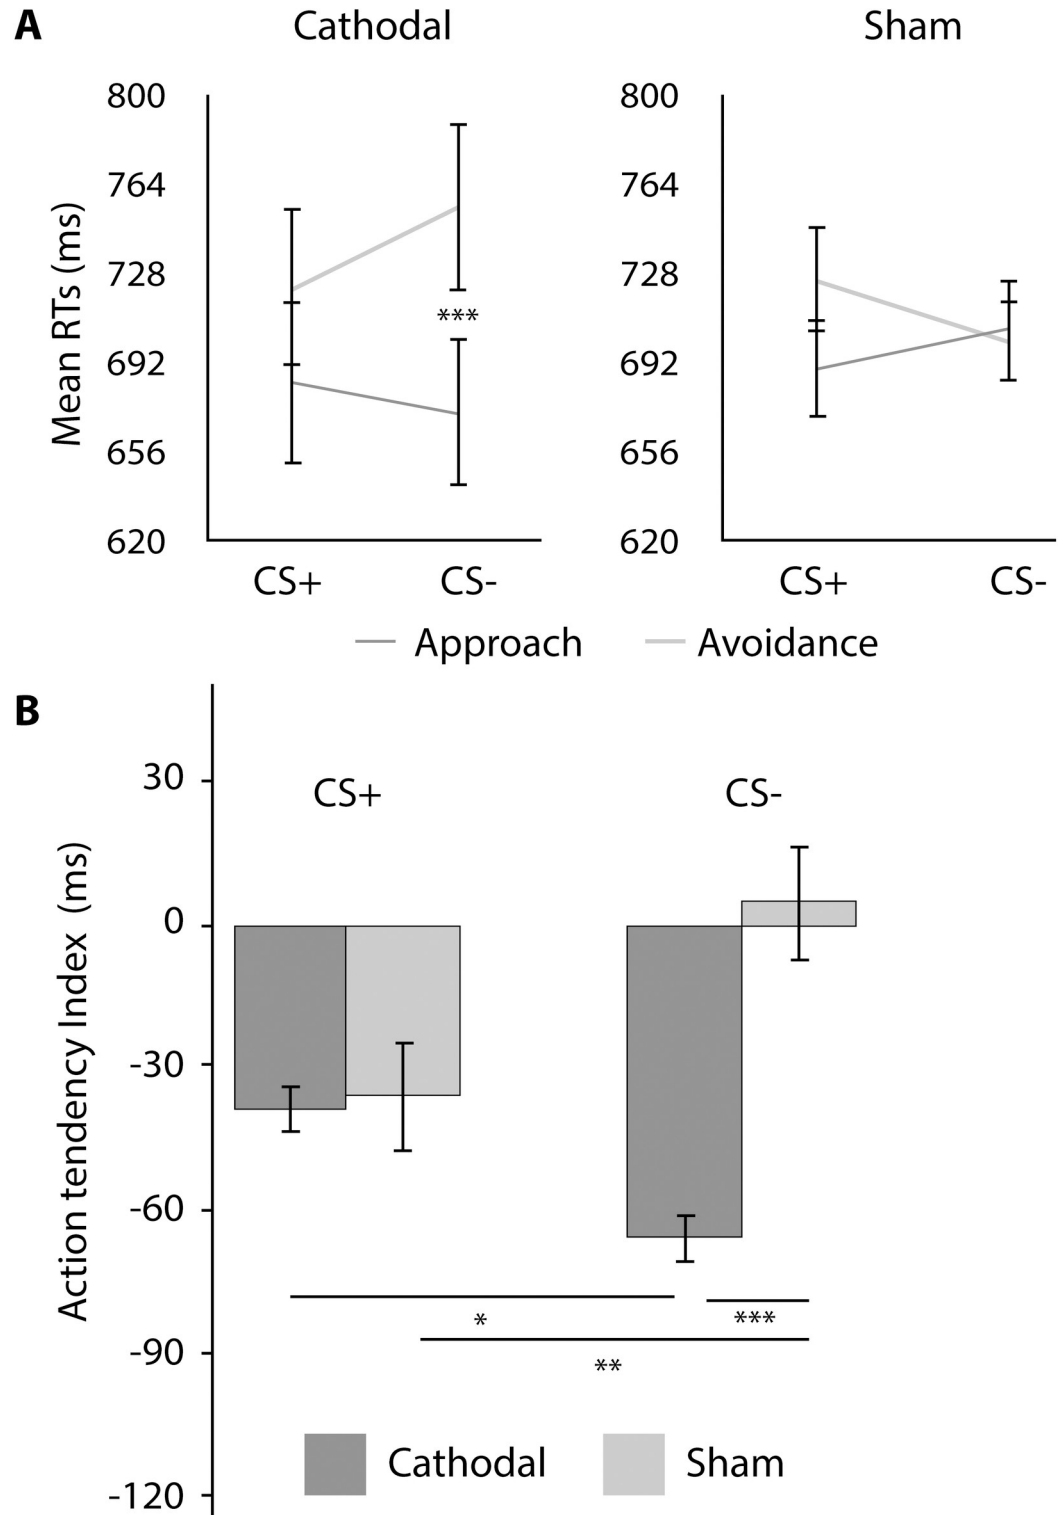 A
Cathodal
Sham
Mean RTs (ms)
800
764
728
692
656
620
***
CS+
CS-
800
764
728
692
656
620
CS+
CS-
Approach
Avoidance
B
Action tendency Index (ms)
30
0
-30
-60
-90
-120
CS+
CS-
*
***
**
Cathodal
Sham